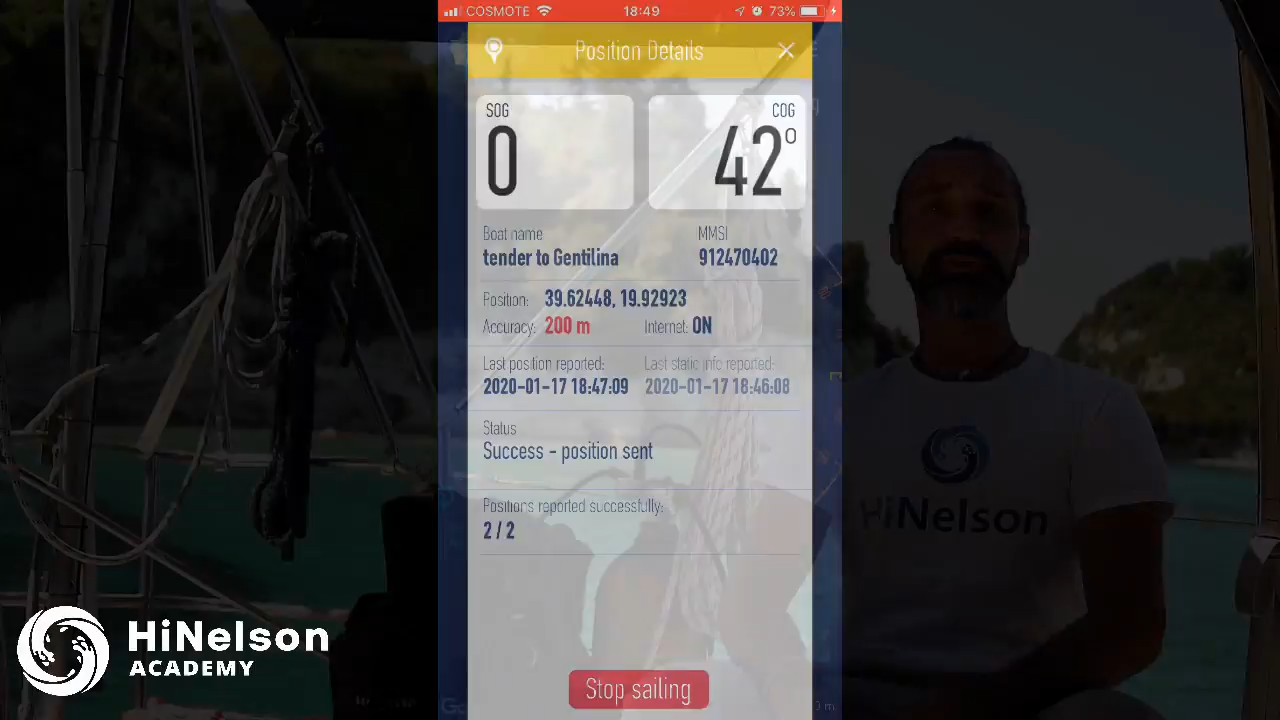 COSMOTE 18:49 73%
Position Details
SOG COG
0 42°
Boat name MMSI
tender to Gentilina 912470402
Position: 39.62448, 19.92923
Accuracy: 200 m Internet: ON
Last position reported: Last static info reported:
2020-01-17 18:47:09 2020-01-17 18:46:08
Status
Success - position sent
Positions reported successfully:
2 / 2
Stop sailing
HiNelson
HiNelson
ACADEMY